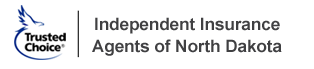 Trusted
Choice®
Independent Insurance
Agents of North Dakota